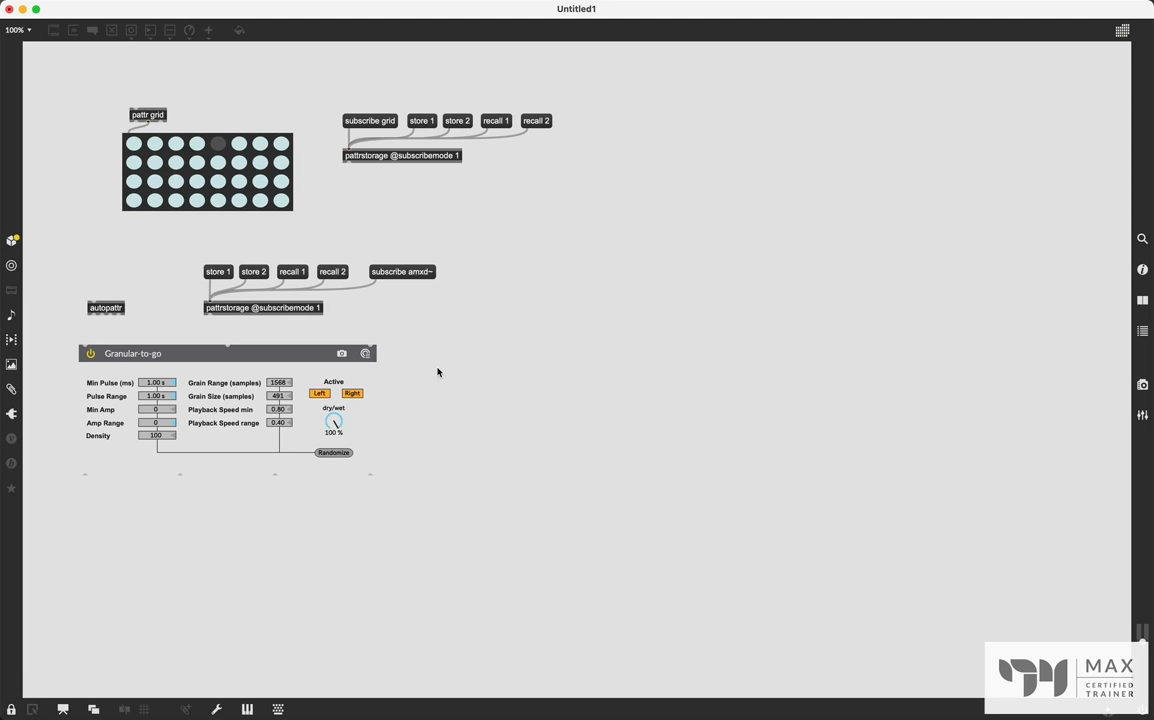 Untitled1
100%
pattr grid
subscribe grid store 1 store 2 recall 1 recall 2
pattrstorage @subscribemode 1
store 1 store 2 recall 1 recall 2 subscribe amxd~
autopattr pattrstorage @subscribemode 1
Granular-to-go
Min Pulse (ms) 1.00 s Grain Range (samples) 1568 Active
Pulse Range 1.00 s Grain Size (samples) 491 Left Right
Min Amp 0 Playback Speed min 0.80 dry/wet
Amp Range 0 Playback Speed range 0.40
Density 100 100 %
Randomize
MAX
CERTIFIED
TRAINER